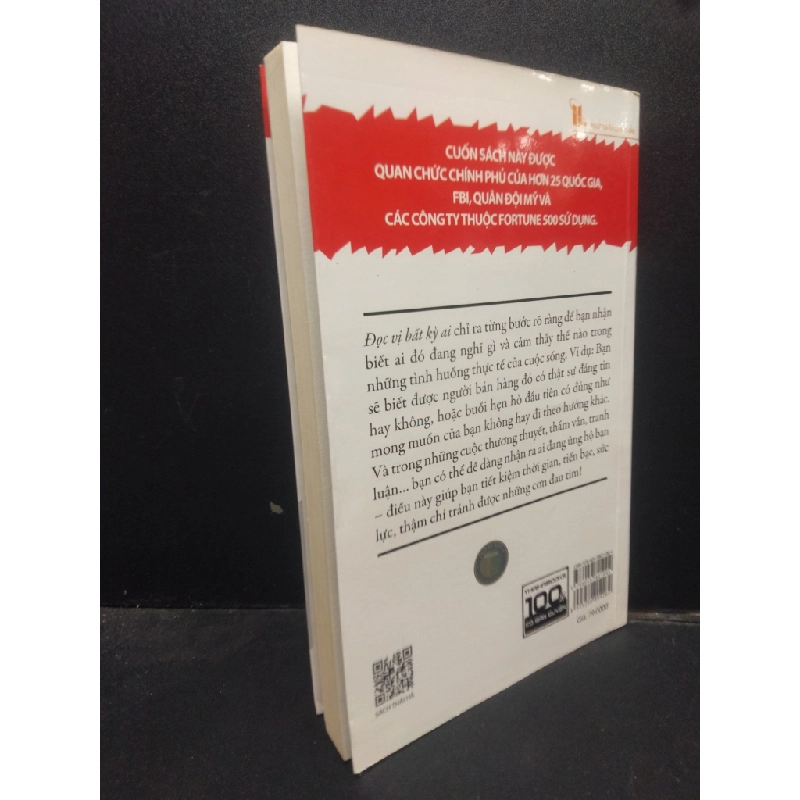 CUỐN SÁCH NÀY ĐƯỢC
QUAN CHỨC CHÍNH PHỦ CỦA HƠN 25 QUỐC GIA,
FBI, QUÂN ĐỘI MỸ VÀ
CÁC CÔNG TY THUỘC FORTUNE 500 SỬ DỤNG.
Đọc vị bất kỳ ai chỉ ra từng bước rõ ràng để bạn nhận
biết ai đó đang nghĩ gì và cảm thấy thế nào trong
những tình huống thực tế của cuộc sống. Ví dụ: Bạn
sẽ biết được người bán hàng đó có thật sự đáng tin
hay không, hoặc buổi hẹn hò đầu tiên có đúng như
mong muốn của bạn không hay đi theo hướng khác.
Và trong những cuộc thương thuyết, thẩm vấn, tranh
luận... bạn có thể dễ dàng nhận ra ai đang ủng hộ bạn
– điều này giúp bạn tiết kiệm thời gian, tiền bạc, sức
lực, thậm chí tránh được những cơn đau tim!
100
SÁCH THÁI HÀ